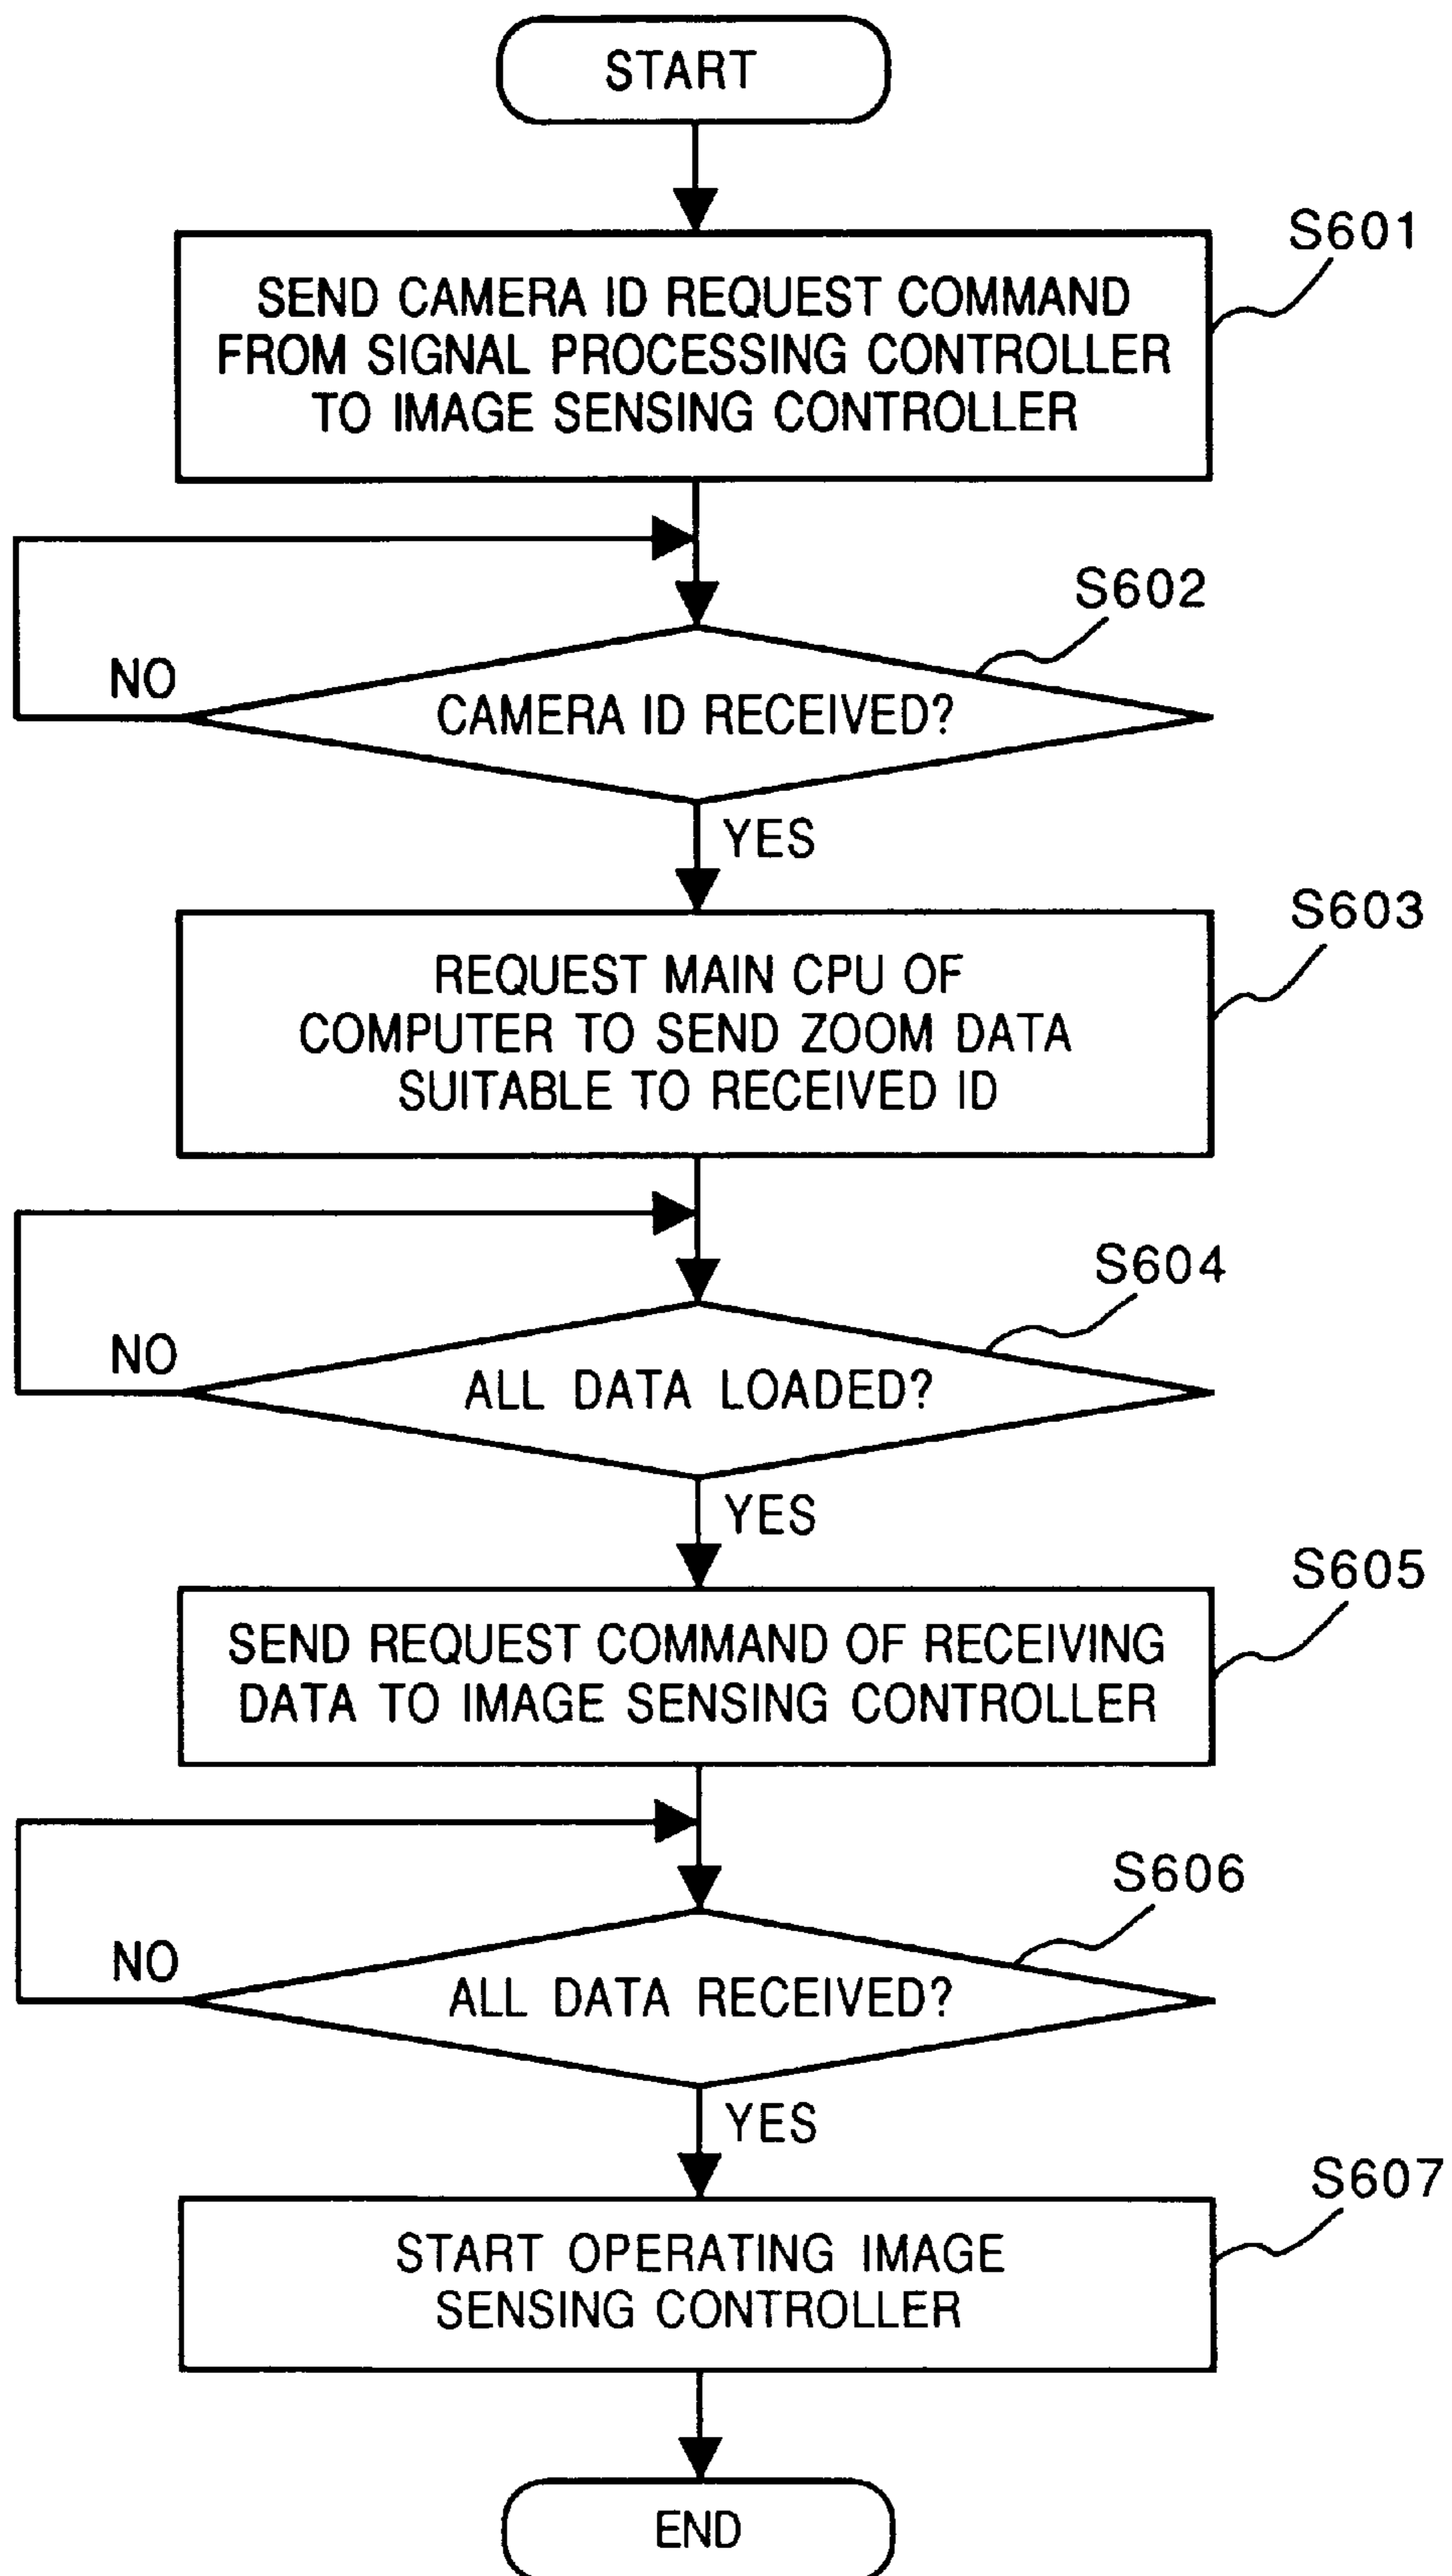 START
S601
SEND CAMERA ID REQUEST COMMAND
FROM SIGNAL PROCESSING CONTROLLER
TO IMAGE SENSING CONTROLLER
S602
NO
CAMERA ID RECEIVED?
YES
S603
REQUEST MAIN CPU OF
COMPUTER TO SEND ZOOM DATA
SUITABLE TO RECEIVED ID
S604
NO
ALL DATA LOADED?
YES
S605
SEND REQUEST COMMAND OF RECEIVING
DATA TO IMAGE SENSING CONTROLLER
S606
NO
ALL DATA RECEIVED?
YES
S607
START OPERATING IMAGE
SENSING CONTROLLER
END